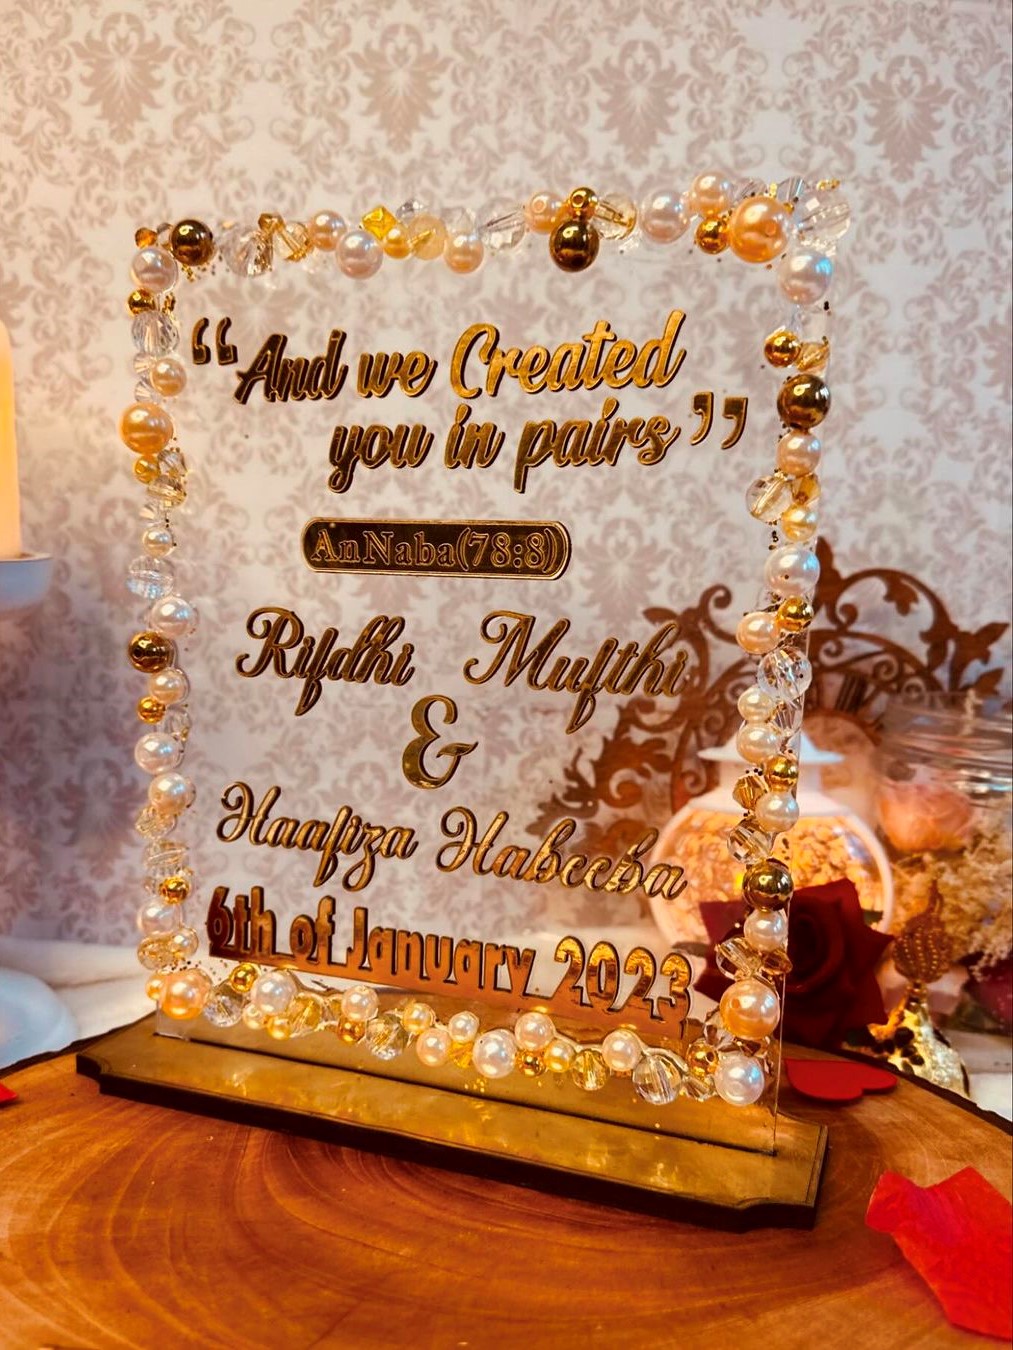 “And we Created
you in pairs”
AnNaba(78:8)
Rifdhi Mufthi
&
Haafiza Habeeba
6th of January 2023